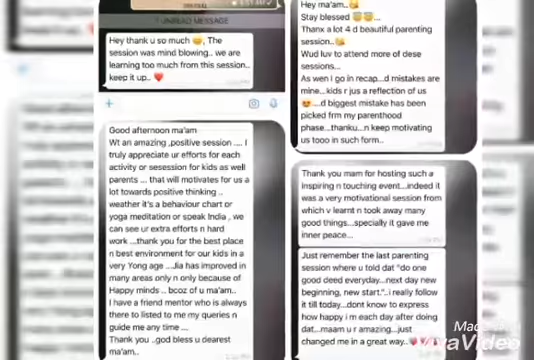 7 UNREAD MESSAGE
Hey thank u so much 😊, The
session was mind blowing.. we are
learning too much from this session..
keep it up.. ❤️
Good afternoon ma'am
Wt an amazing ,positive session .... I
truly appreciate ur efforts for each
activity or sesession for kids as well
parents ... that will motivates for us a
lot towards positive thinking ..
weather it's a behaviour chart or
yoga meditation or speak India , we
can see ur extra efforts n hard
work ...thank you for the best place
n best environment for our kids in a
very Yong age ....Jia has improved in
many areas only n only because of
Happy minds .. bcoz of u ma'am..
I have a friend mentor who is always
there to listed to me my queries n
guide me any time ...
Thank you ..god bless u dearest
ma'am..
Hey ma'am..😘
Stay blessed 😇😇...
Thanx a lot 4 d beautiful parenting
session..😘
Wud luv to attend more of dese
sessions...
As wen I go in recap...d mistakes are
mine...kids r jus a reflection of us
😍....d biggest mistake has been
picked frm my parenthood
phase...thanku...n keep motivating
us tooo in such form..
Thank you mam for hosting such a
inspiring n touching event...indeed it
was a very motivational session from
which v learnt n took away many
good things...specially it gave me
inner peace...
Just remember the last parenting
session where u told dat "do one
good deed everyday...next day new
beginning, new start."..i really follow
it till today...dont know to express
how happy i m each day after doing
dat...maam u r amazing...just
changed me in a great way..
Made With
VivaVideo